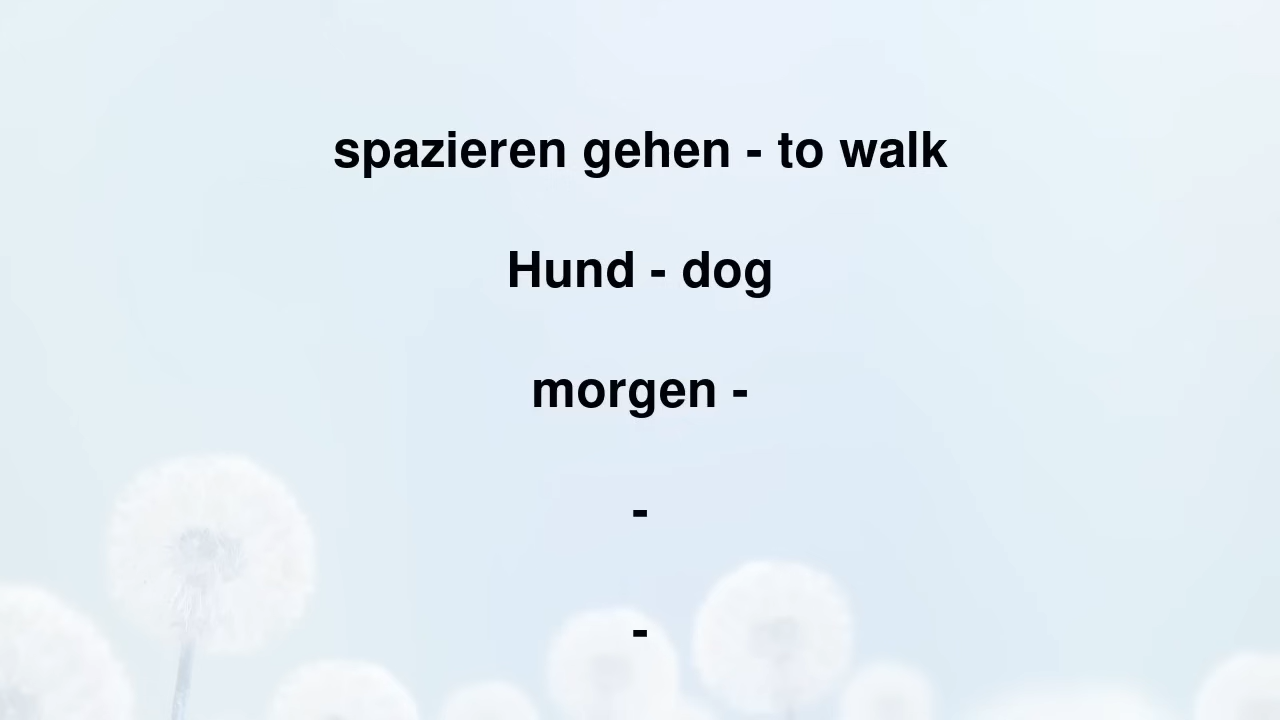 spazieren gehen - to walk
Hund - dog
morgen -
-
-